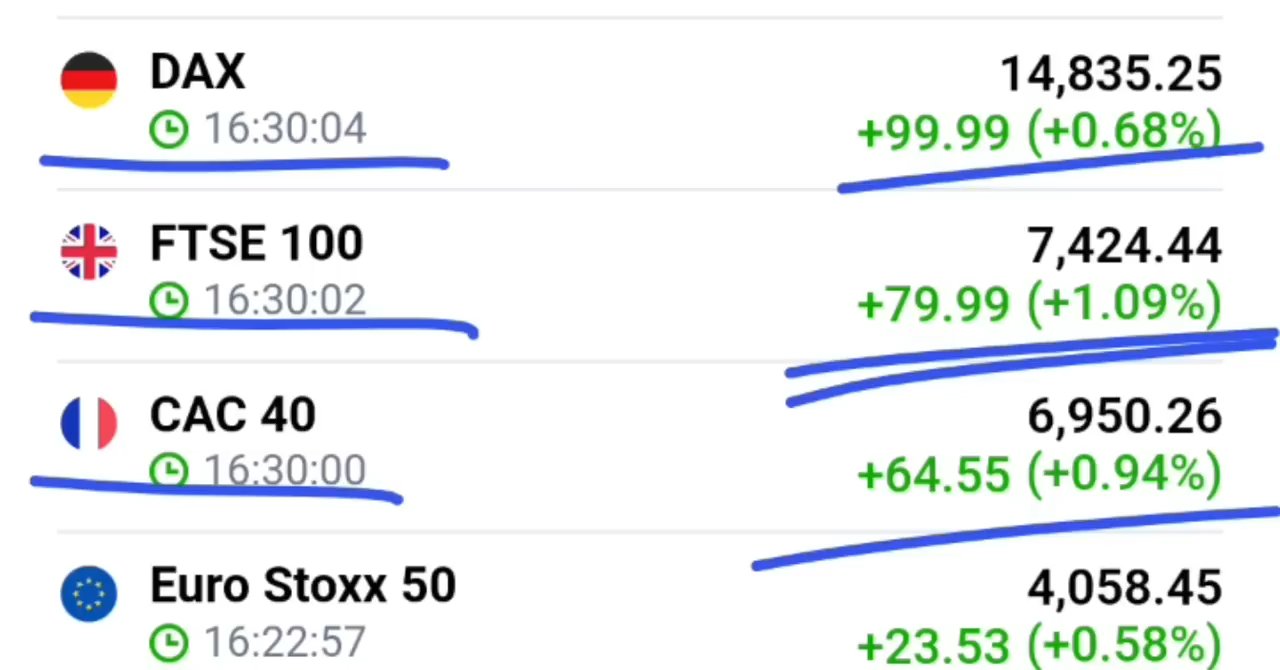 DAX 14,835.25
16:30:04 +99.99 (+0.68%)
FTSE 100 7,424.44
16:30:02 +79.99 (+1.09%)
CAC 40 6,950.26
16:30:00 +64.55 (+0.94%)
Euro Stoxx 50 4,058.45
16:22:57 +23.53 (+0.58%)